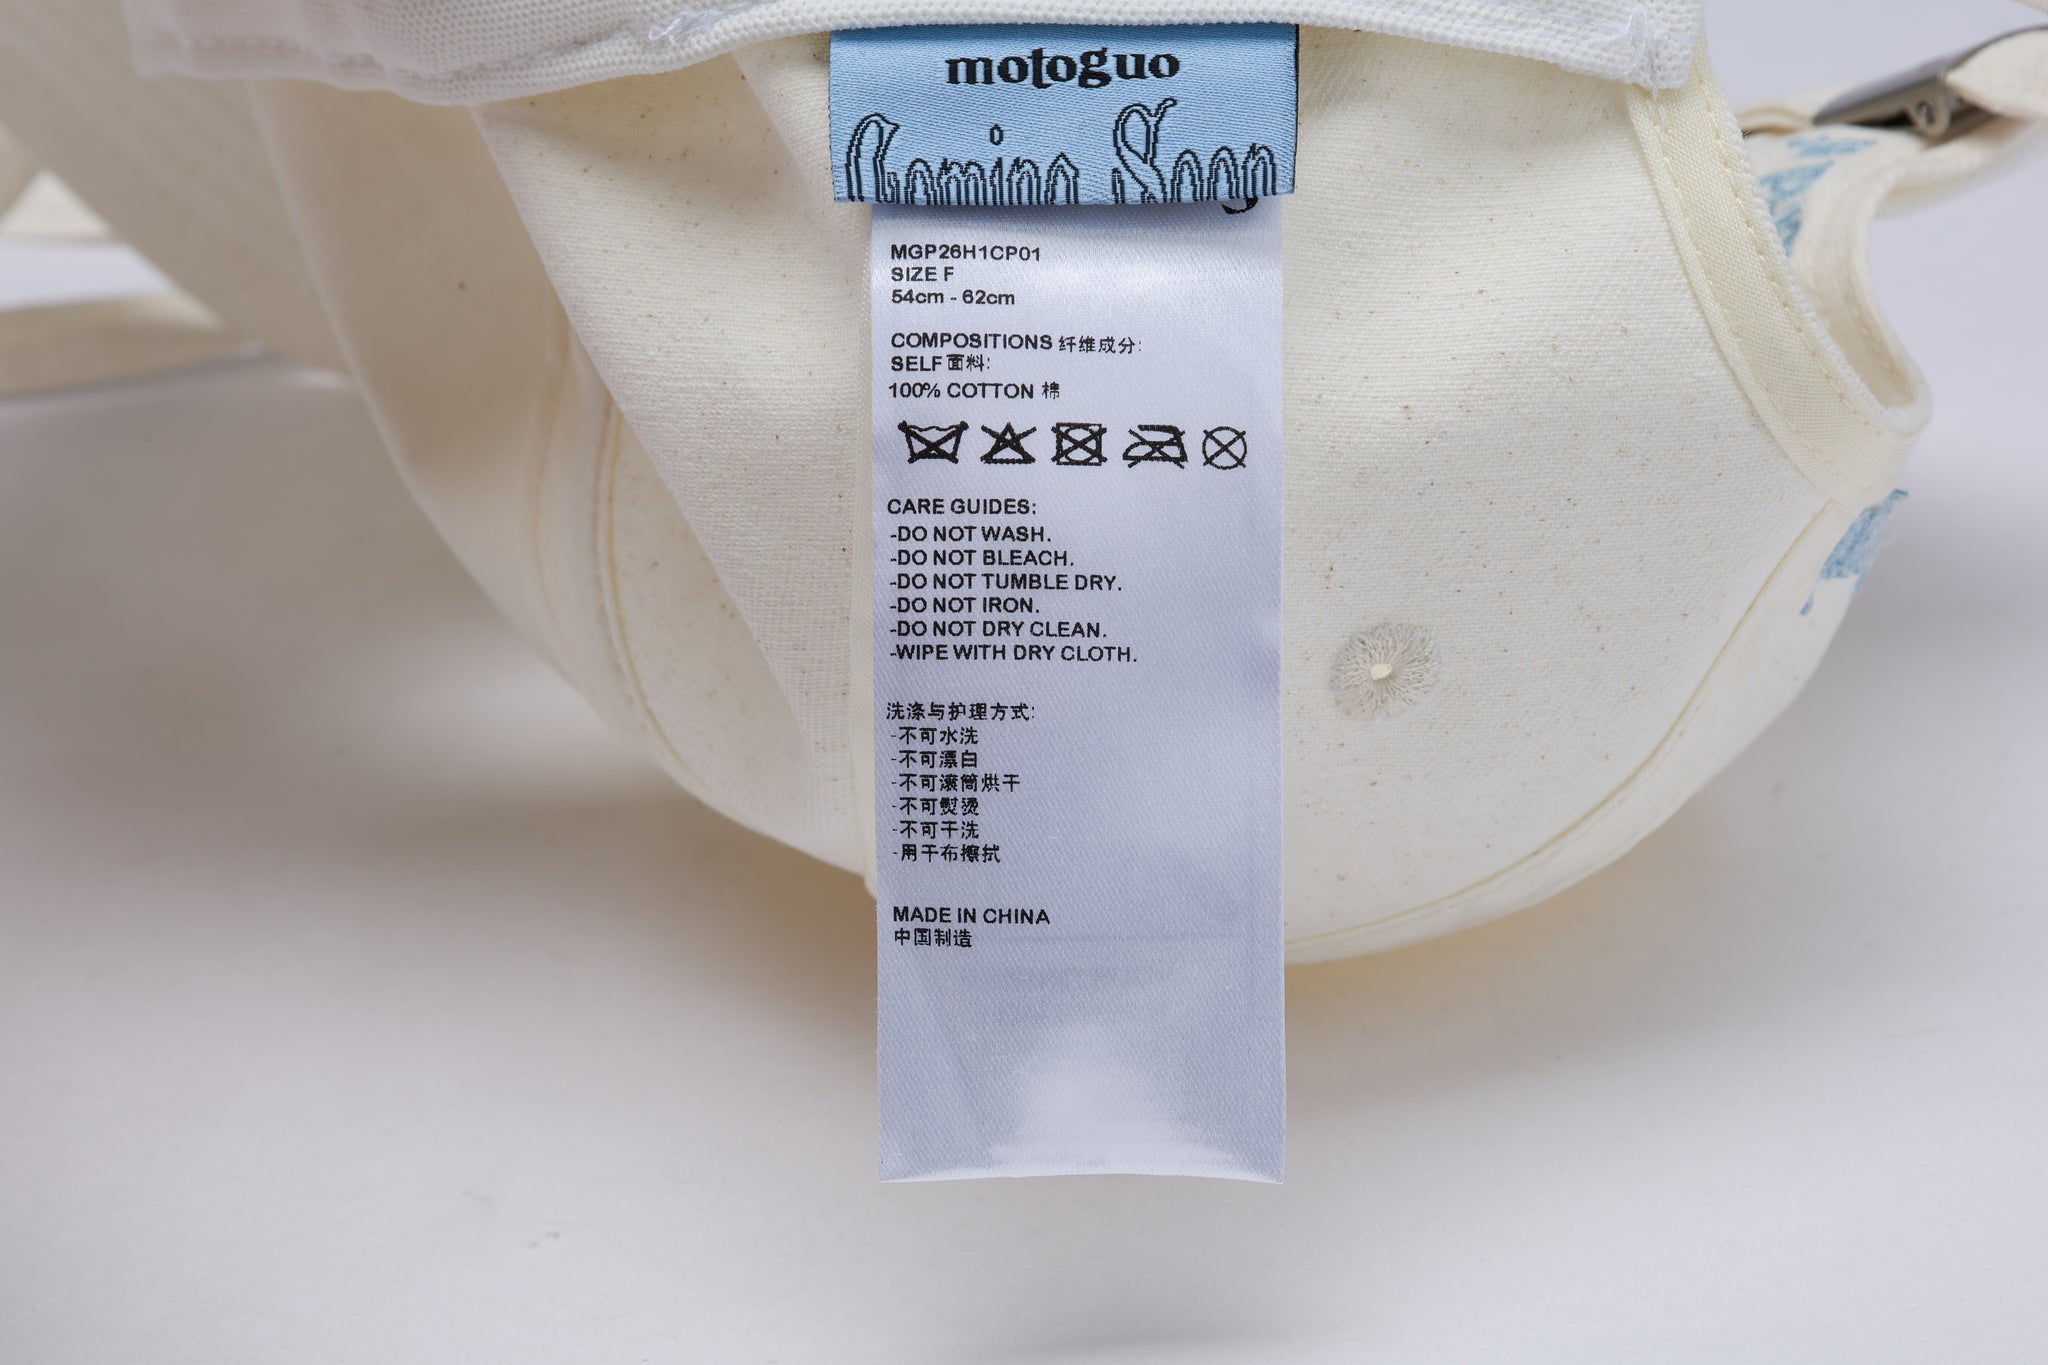 motoguo
Coming Soon
MGP26H1CP01
SIZE F
54cm - 62cm
COMPOSITIONS 纤维成分:
SELF 面料:
100% COTTON 棉
CARE GUIDES:
-DO NOT WASH.
-DO NOT BLEACH.
-DO NOT TUMBLE DRY.
-DO NOT IRON.
-DO NOT DRY CLEAN.
-WIPE WITH DRY CLOTH.
洗涤与护理方式:
-不可水洗
-不可漂白
-不可滚筒烘干
-不可熨烫
-不可干洗
-用干布擦拭
MADE IN CHINA
中国制造